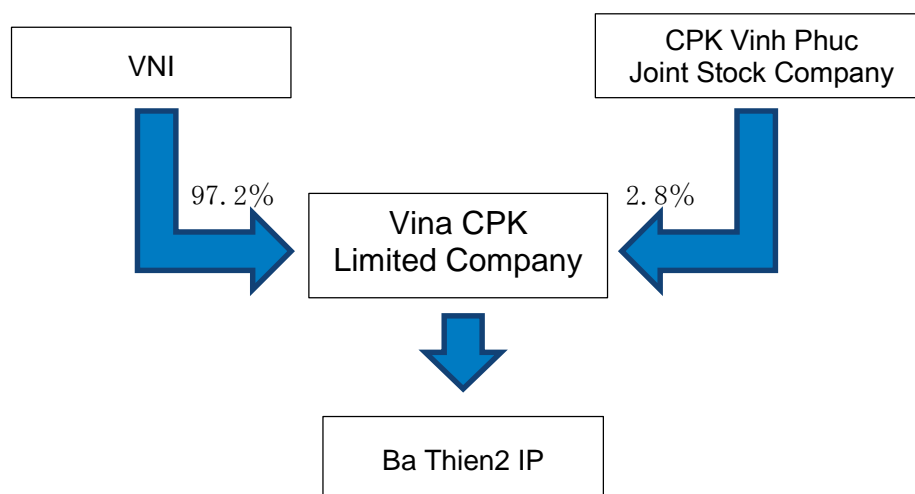 VNI
CPK Vinh Phuc
Joint Stock Company
97.2%
2.8%
Vina CPK
Limited Company
Ba Thien2 IP